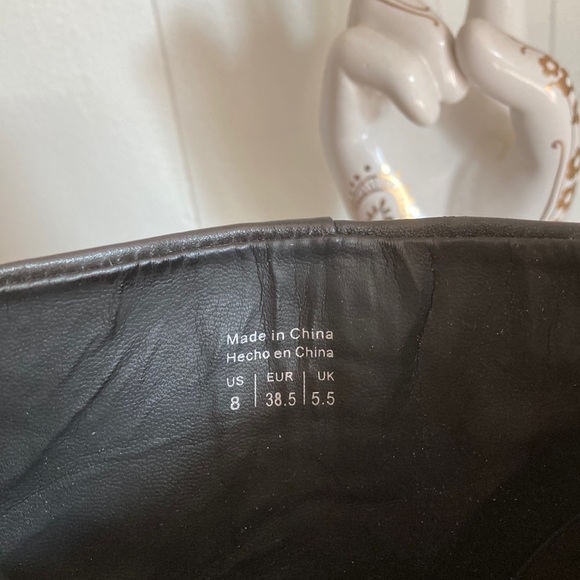 Made in China
Hecho en China
US | EUR | UK
8 | 38.5 | 5.5